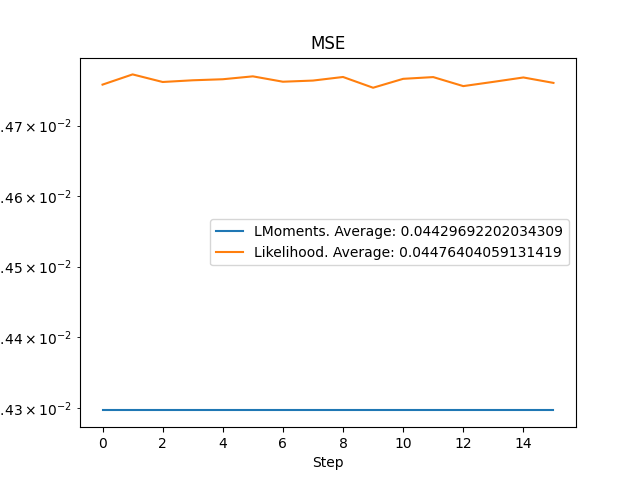 MSE
.47 × 10⁻²
.46 × 10⁻²
.45 × 10⁻²
.44 × 10⁻²
.43 × 10⁻²
LMoments. Average: 0.04429692202034309
Likelihood. Average: 0.04476404059131419
0 2 4 6 8 10 12 14
Step